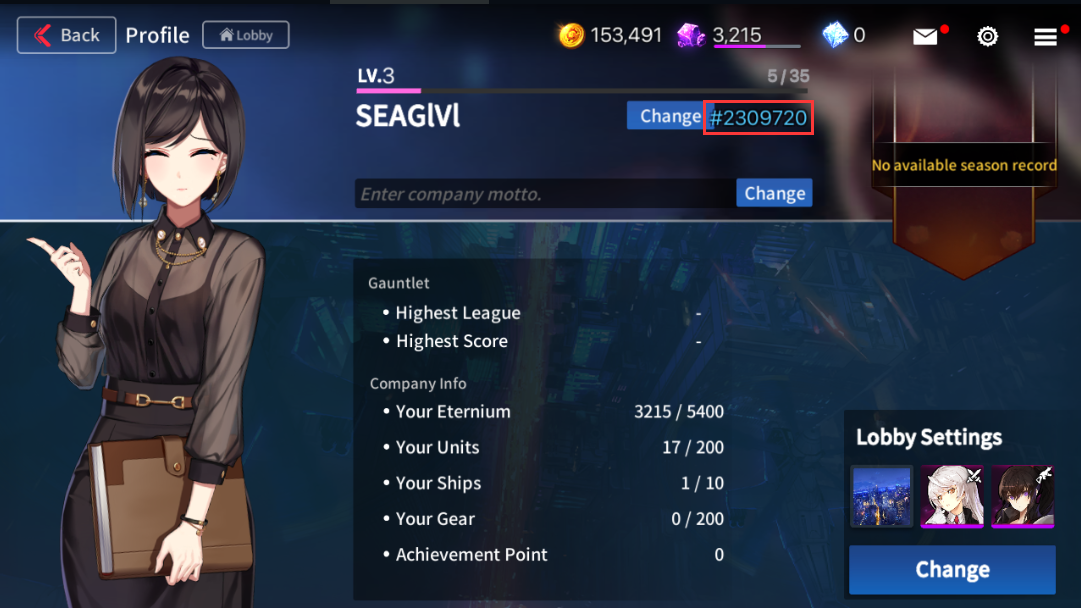 Back Profile Lobby 153,491 3,215 0
LV.3 5/35
SEAGlVl Change #2309720
No available season record
Enter company motto. Change
Gauntlet
• Highest League -
• Highest Score -
Company Info
• Your Eternium 3215 / 5400
• Your Units 17 / 200
• Your Ships 1 / 10
• Your Gear 0 / 200
• Achievement Point 0
Lobby Settings
Change